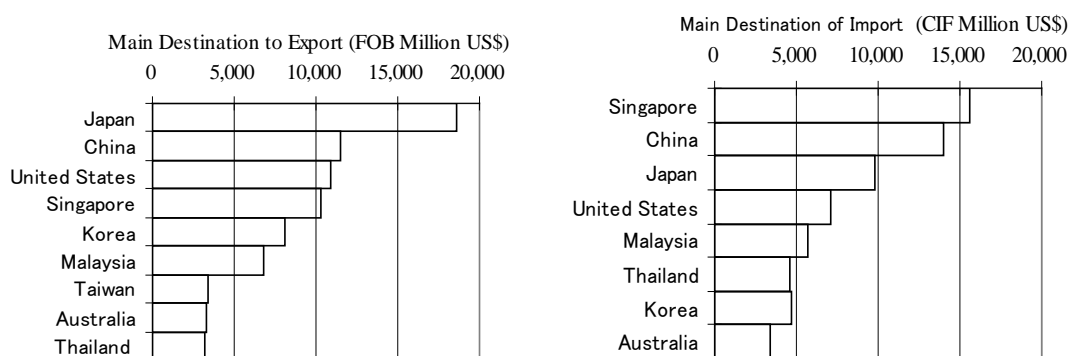 Main Destination to Export (FOB Million US$)
0 5,000 10,000 15,000 20,000
Japan
China
United States
Singapore
Korea
Malaysia
Taiwan
Australia
Thailand
Main Destination of Import (CIF Million US$)
0 5,000 10,000 15,000 20,000
Singapore
China
Japan
United States
Malaysia
Thailand
Korea
Australia